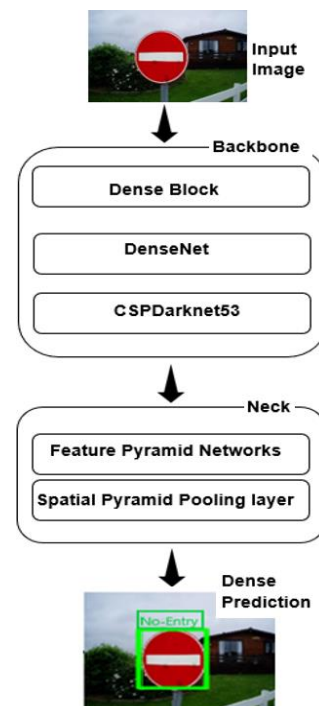 Input
Image
Backbone
Dense Block
DenseNet
CSPDarknet53
Neck
Feature Pyramid Networks
Spatial Pyramid Pooling layer
Dense
Prediction
No-Entry